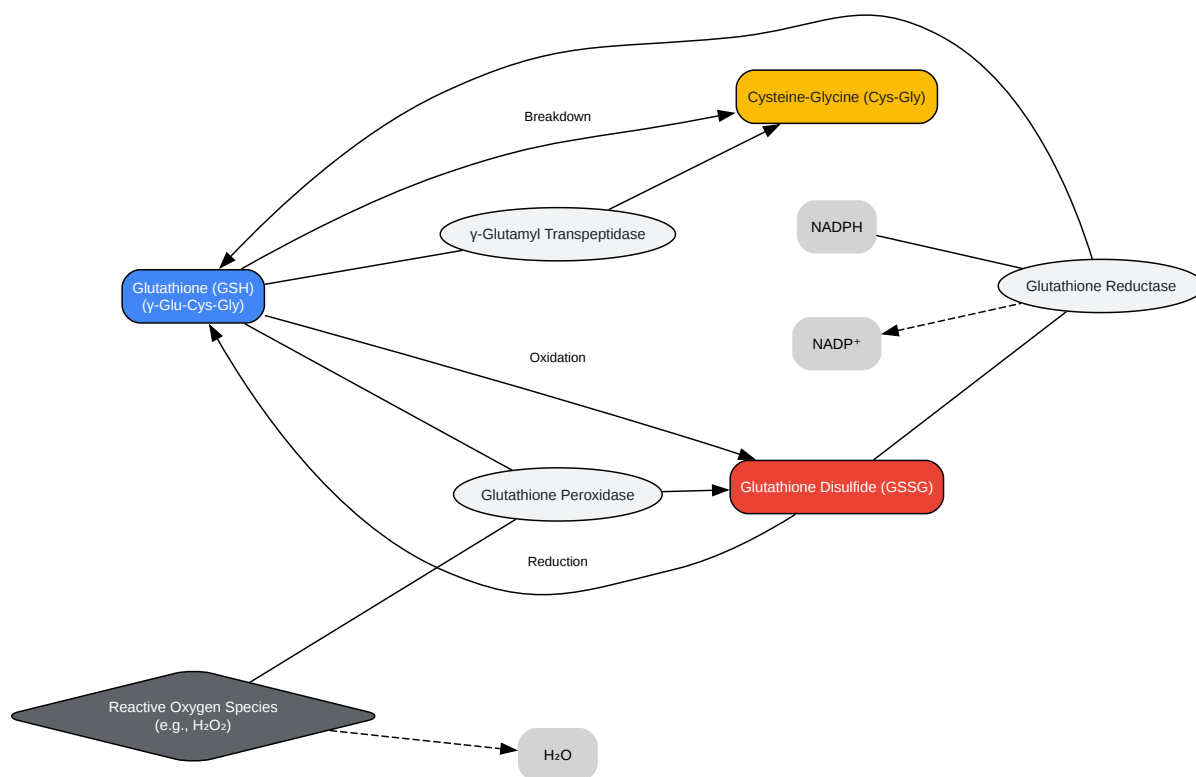 Cysteine-Glycine (Cys-Gly)
Breakdown
NADPH
γ-Glutamyl Transpeptidase
Glutathione (GSH)
(γ-Glu-Cys-Gly)
Glutathione Reductase
NADP⁺
Oxidation
Glutathione Disulfide (GSSG)
Glutathione Peroxidase
Reduction
Reactive Oxygen Species
(e.g., H₂O₂)
H₂O